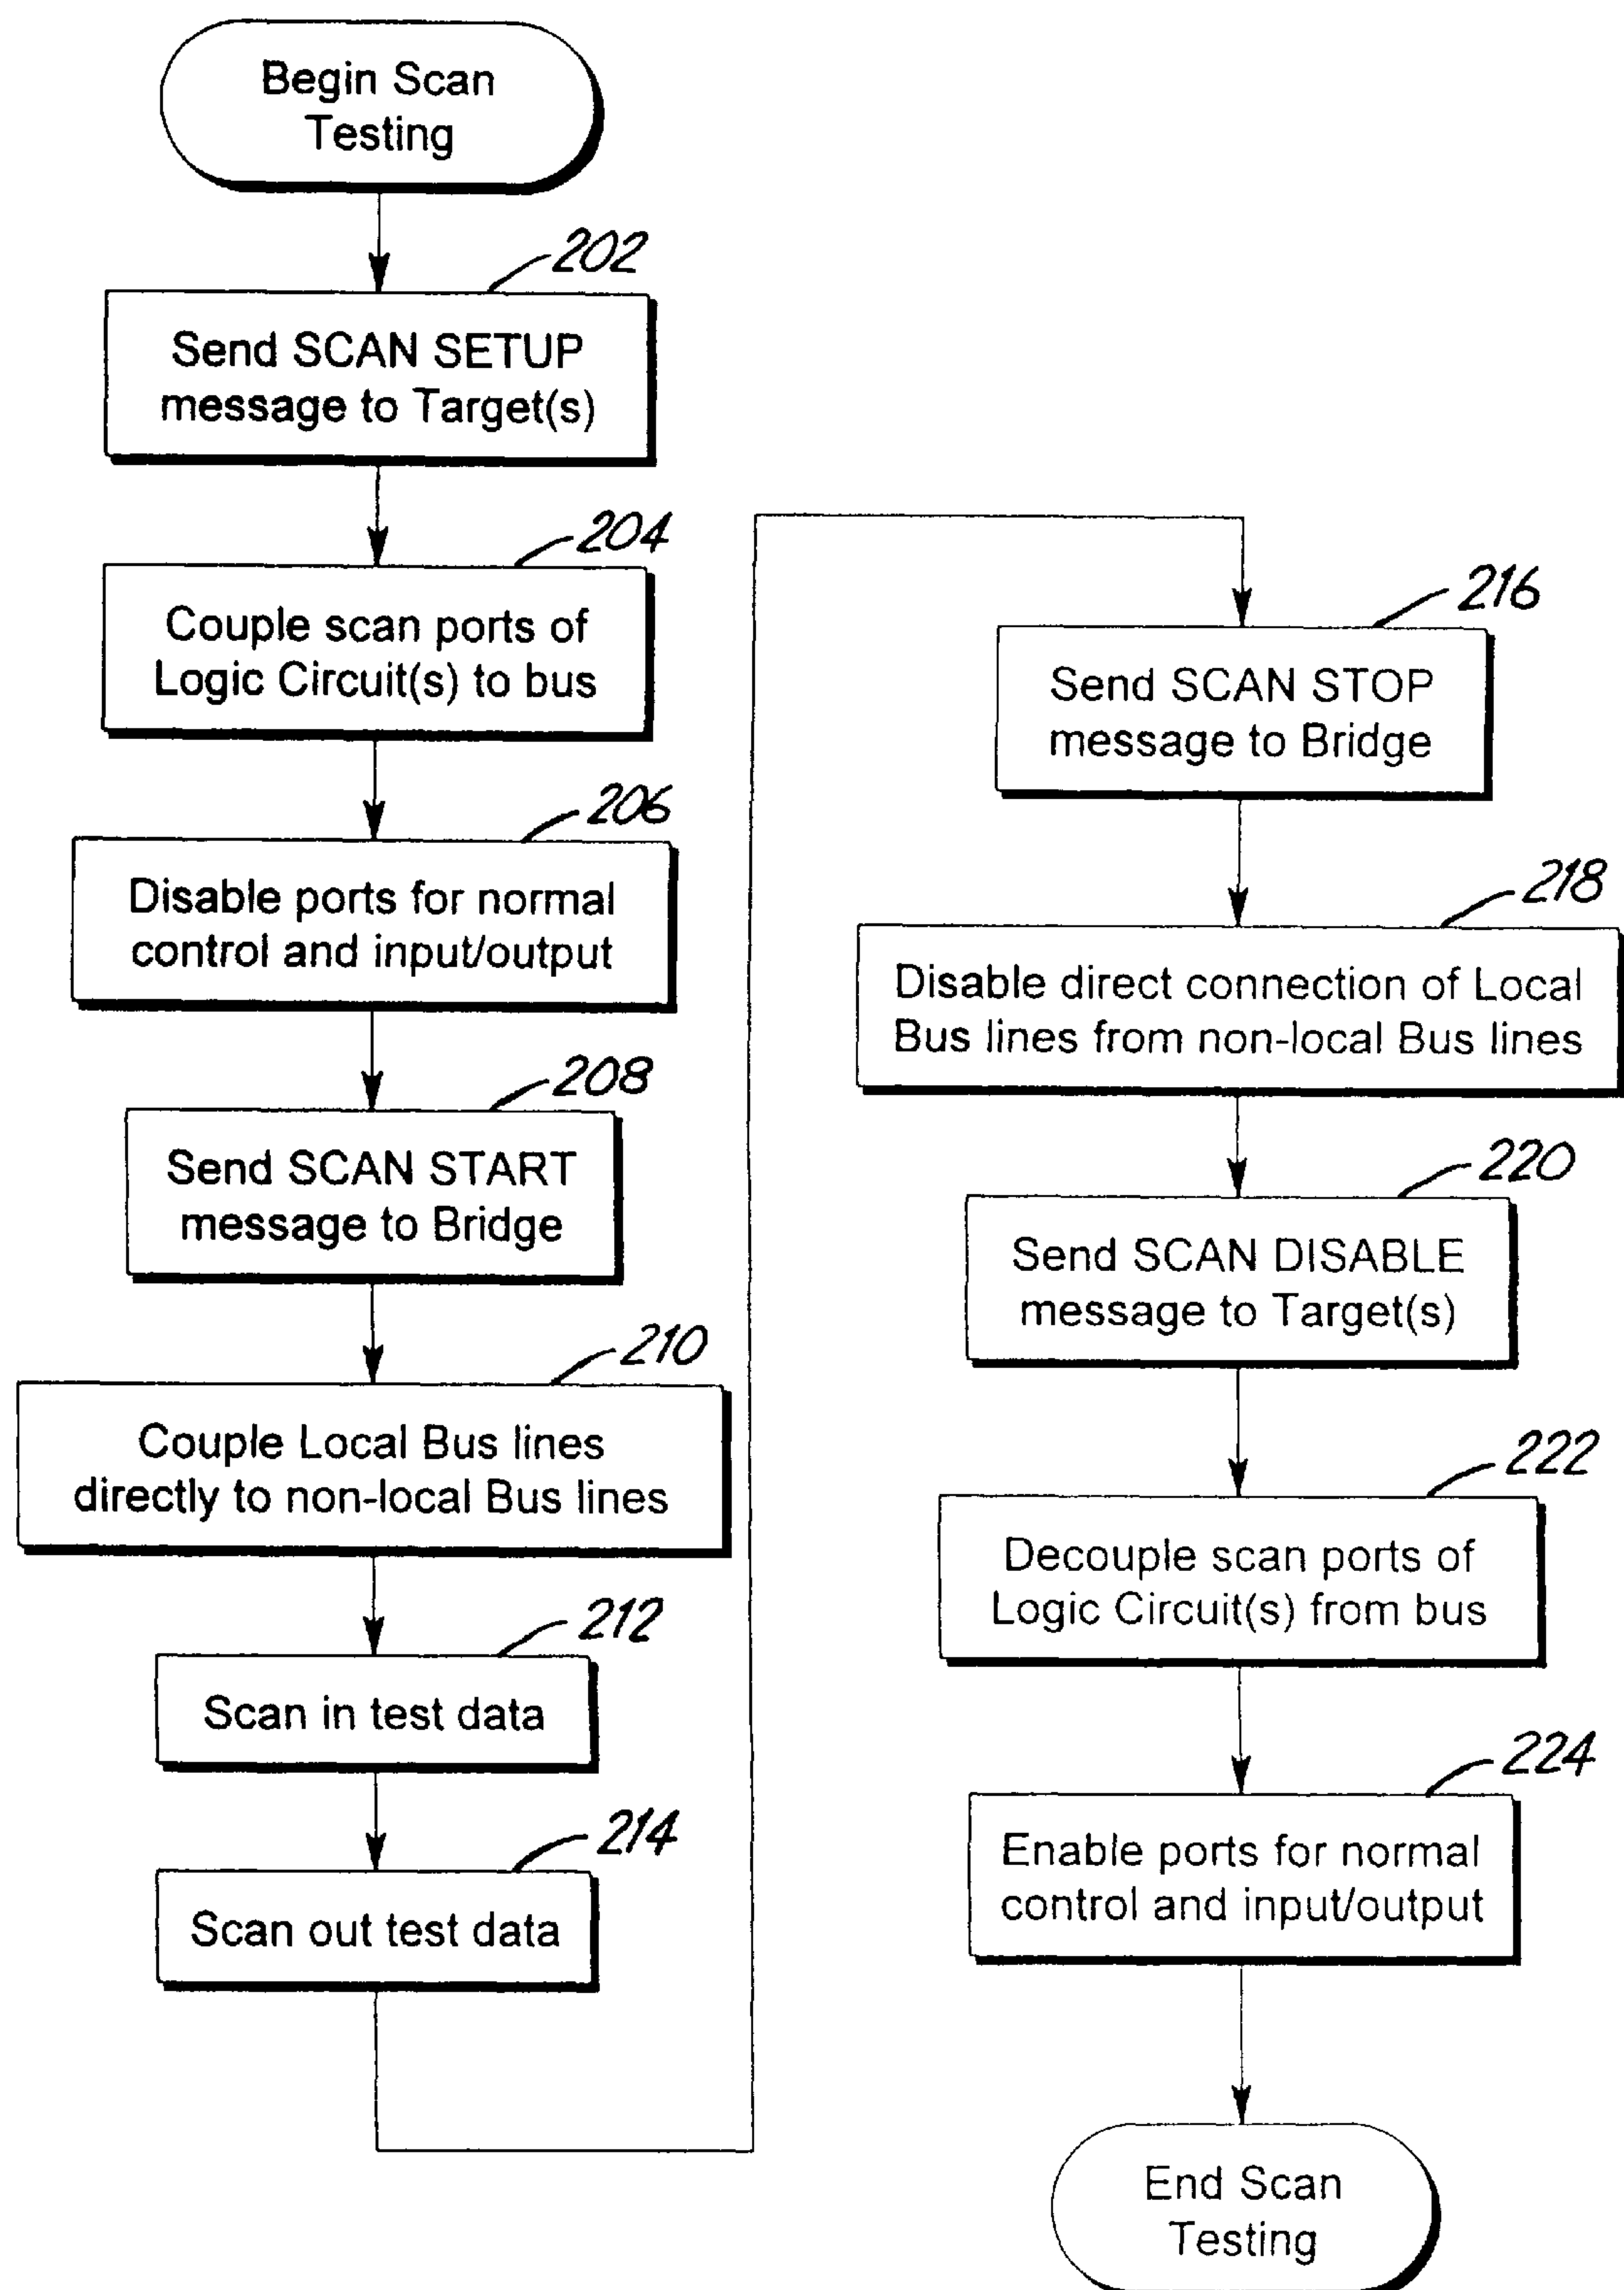 Begin Scan
Testing
202
Send SCAN SETUP
message to Target(s)
204
Couple scan ports of
Logic Circuit(s) to bus
206
Disable ports for normal
control and input/output
208
Send SCAN START
message to Bridge
210
Couple Local Bus lines
directly to non-local Bus lines
212
Scan in test data
214
Scan out test data
216
Send SCAN STOP
message to Bridge
218
Disable direct connection of Local
Bus lines from non-local Bus lines
220
Send SCAN DISABLE
message to Target(s)
222
Decouple scan ports of
Logic Circuit(s) from bus
224
Enable ports for normal
control and input/output
End Scan
Testing